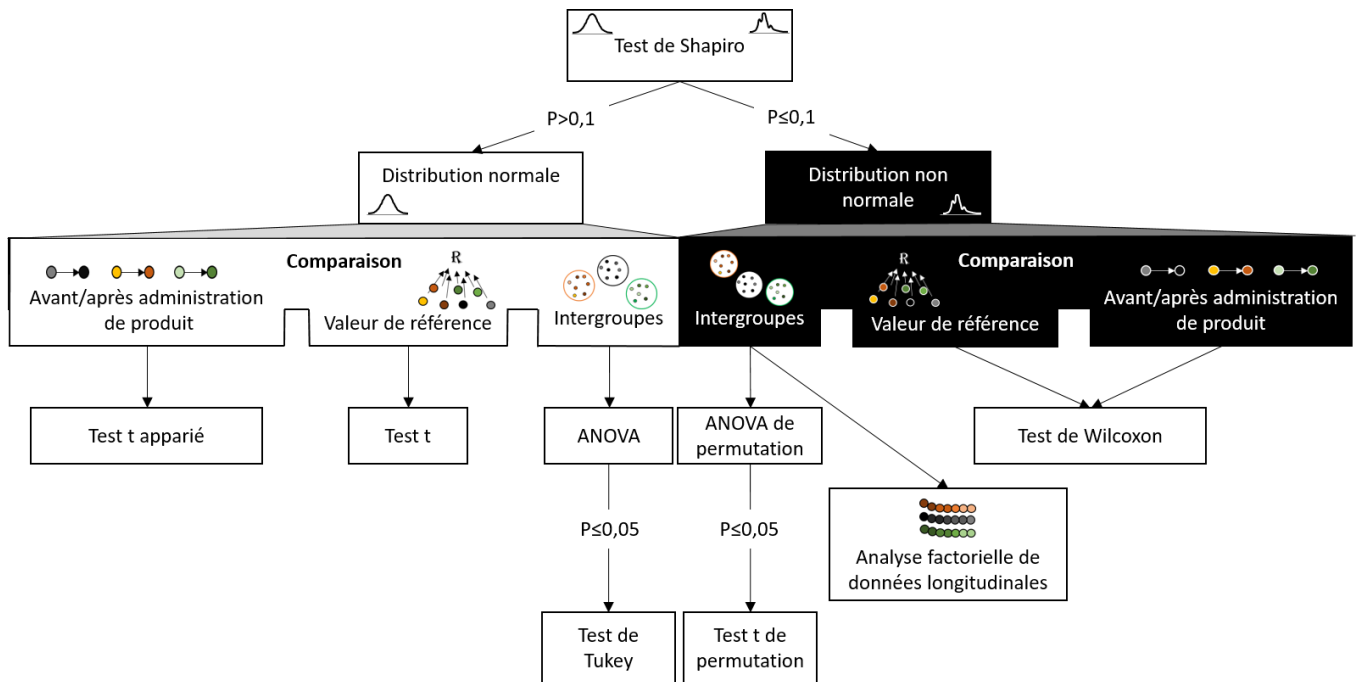 Test de Shapiro
P>0,1
P≤0,1
Distribution normale
Distribution non
normale
Comparaison
R
Avant/après administration
de produit
Valeur de référence
Intergroupes
Intergroupes
R
Comparaison
Valeur de référence
Avant/après administration
de produit
Test t apparié
Test t
ANOVA
ANOVA de
permutation
Test de Wilcoxon
P≤0,05
P≤0,05
Analyse factorielle de
données longitudinales
Test de
Tukey
Test t de
permutation